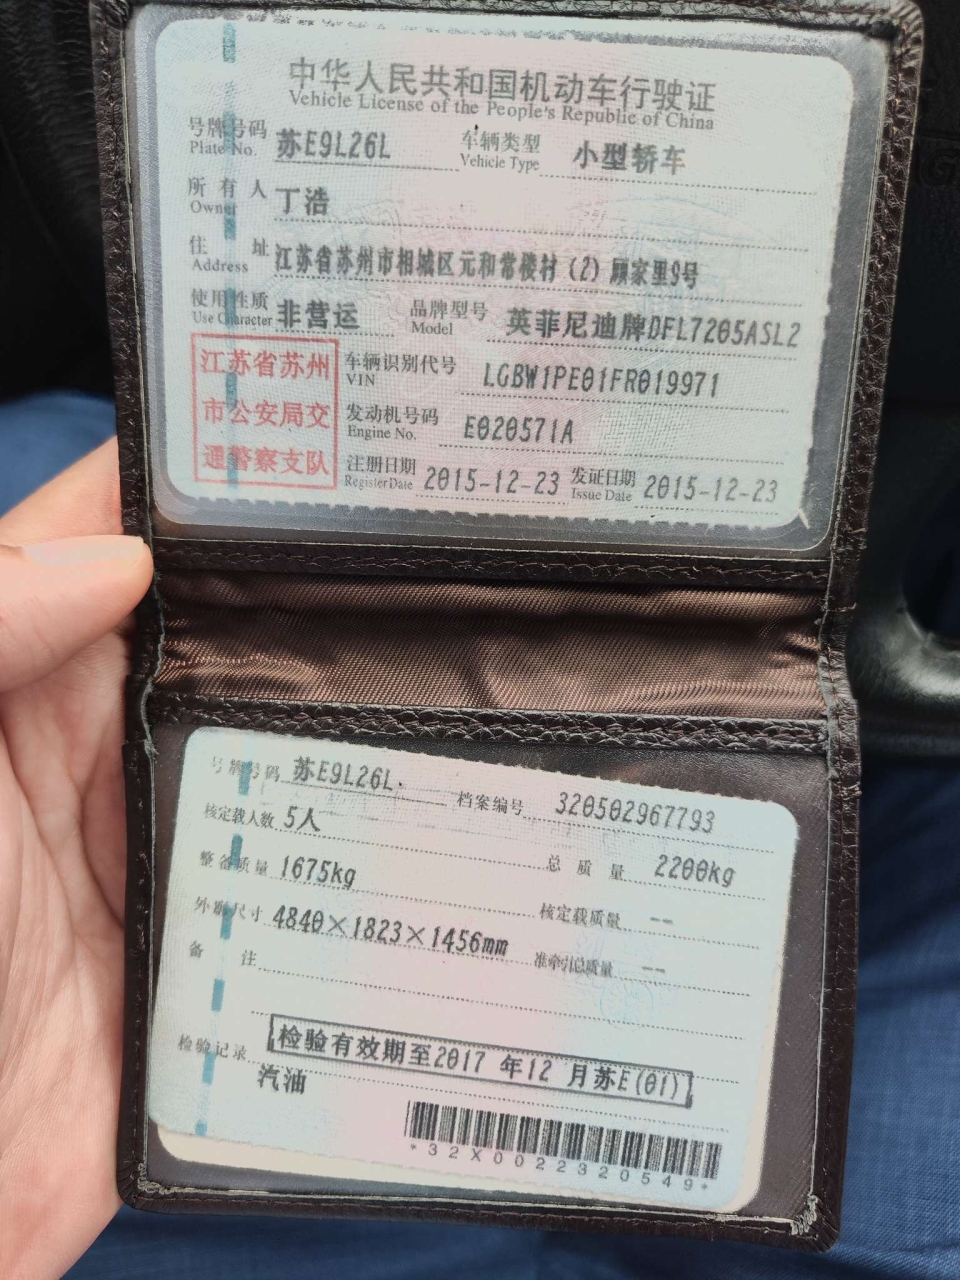 中华人民共和国机动车行驶证
Vehicle License of the People's Republic of China
号牌号码 苏E9L26L 车辆类型 小型轿车
Plate No. Vehicle Type
所有人 丁浩
Owner
住址 江苏省苏州市相城区元和常楼村(2)顾家里9号
Address
使用性质 非营运 品牌型号 英菲尼迪牌DFL7205ASL2
Use Character Model
江苏省苏州
市公安局交
通警察支队
车辆识别代号 LGBW1PE01FR019971
VIN
发动机号码 E020571A
Engine No.
注册日期 2015-12-23 发证日期 2015-12-23
Register Date Issue Date
号牌号码 苏E9L26L. 档案编号 320502967793
核定载人数 5人 总质量 2200kg
整备质量 1675kg 核定载质量 --
外廓尺寸 4840×1823×1456mm 准牵引总质量 --
备注
检验记录 检验有效期至2017年12月苏E(01)
汽油
*32X0022320549*